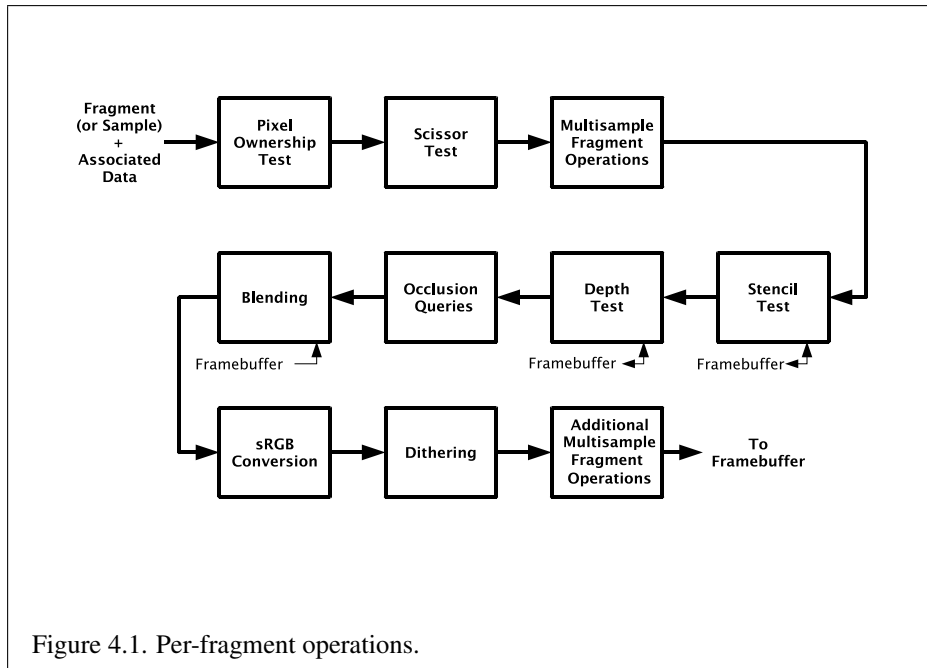 Fragment
(or Sample)
+
Associated
Data
Pixel
Ownership
Test
Scissor
Test
Multisample
Fragment
Operations
Blending
Occlusion
Queries
Depth
Test
Stencil
Test
Framebuffer
Framebuffer
Framebuffer
sRGB
Conversion
Dithering
Additional
Multisample
Fragment
Operations
To
Framebuffer
Figure 4.1. Per-fragment operations.